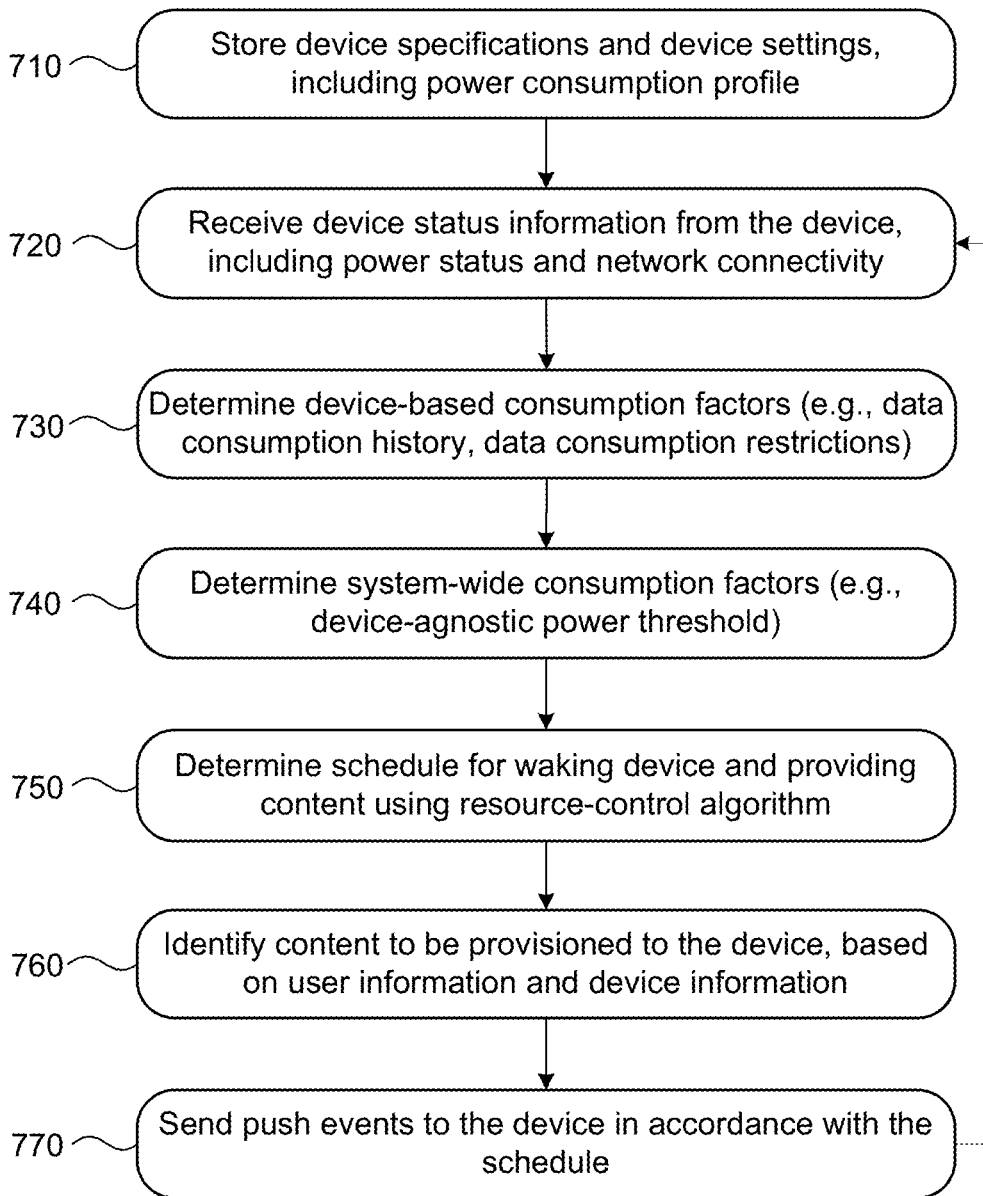 710
Store device specifications and device settings,
including power consumption profile
720
Receive device status information from the device,
including power status and network connectivity
730
Determine device-based consumption factors (e.g., data
consumption history, data consumption restrictions)
740
Determine system-wide consumption factors (e.g.,
device-agnostic power threshold)
750
Determine schedule for waking device and providing
content using resource-control algorithm
760
Identify content to be provisioned to the device, based
on user information and device information
770
Send push events to the device in accordance with the
schedule